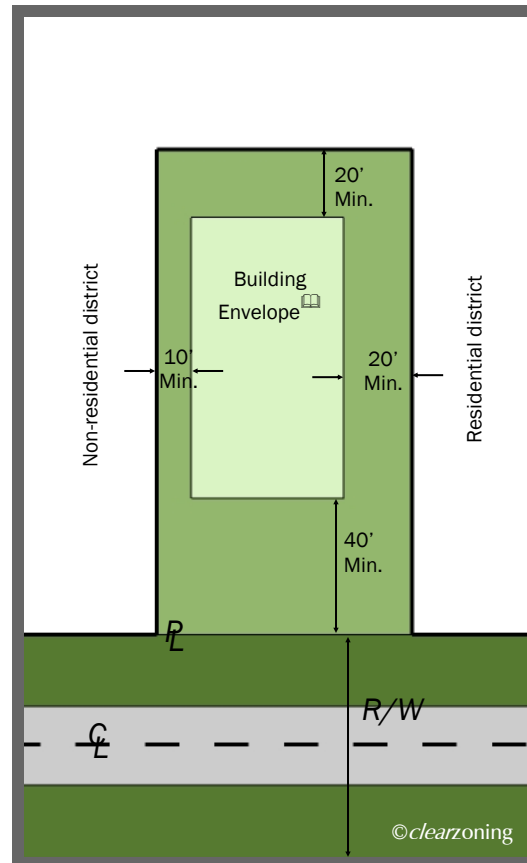 20’
Min.
Building
Envelope
Non-residential district
10’
Min.
20’
Min.
Residential district
40’
Min.
PL
R/W
CL
©clearzoning